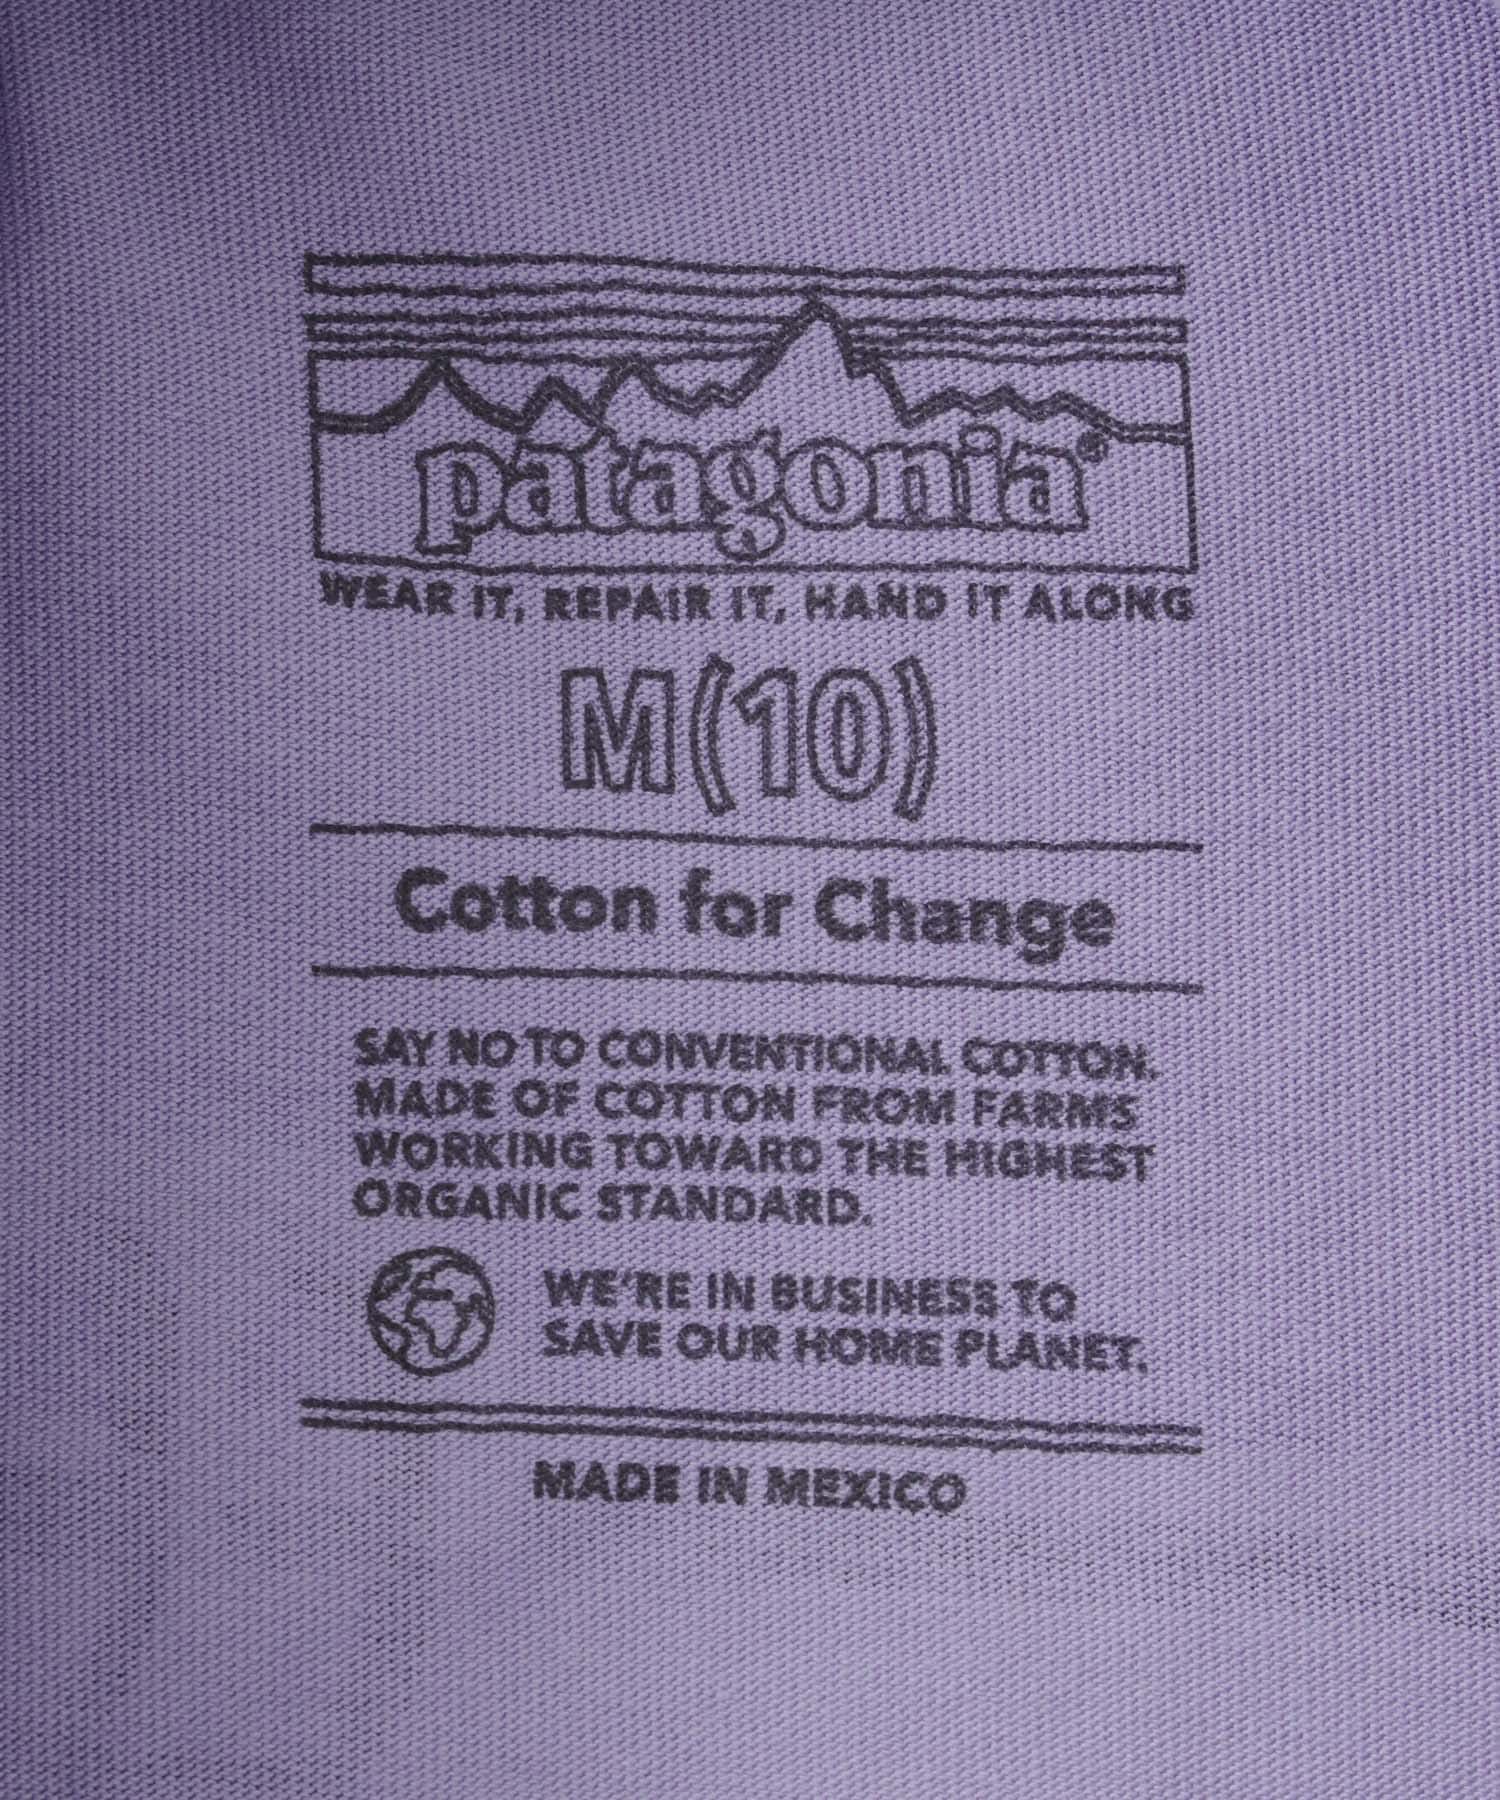 patagonia®
WEAR IT, REPAIR IT, HAND IT ALONG
M(10)
Cotton for Change
SAY NO TO CONVENTIONAL COTTON.
MADE OF COTTON FROM FARMS
WORKING TOWARD THE HIGHEST
ORGANIC STANDARD.
WE'RE IN BUSINESS TO
SAVE OUR HOME PLANET.
MADE IN MEXICO